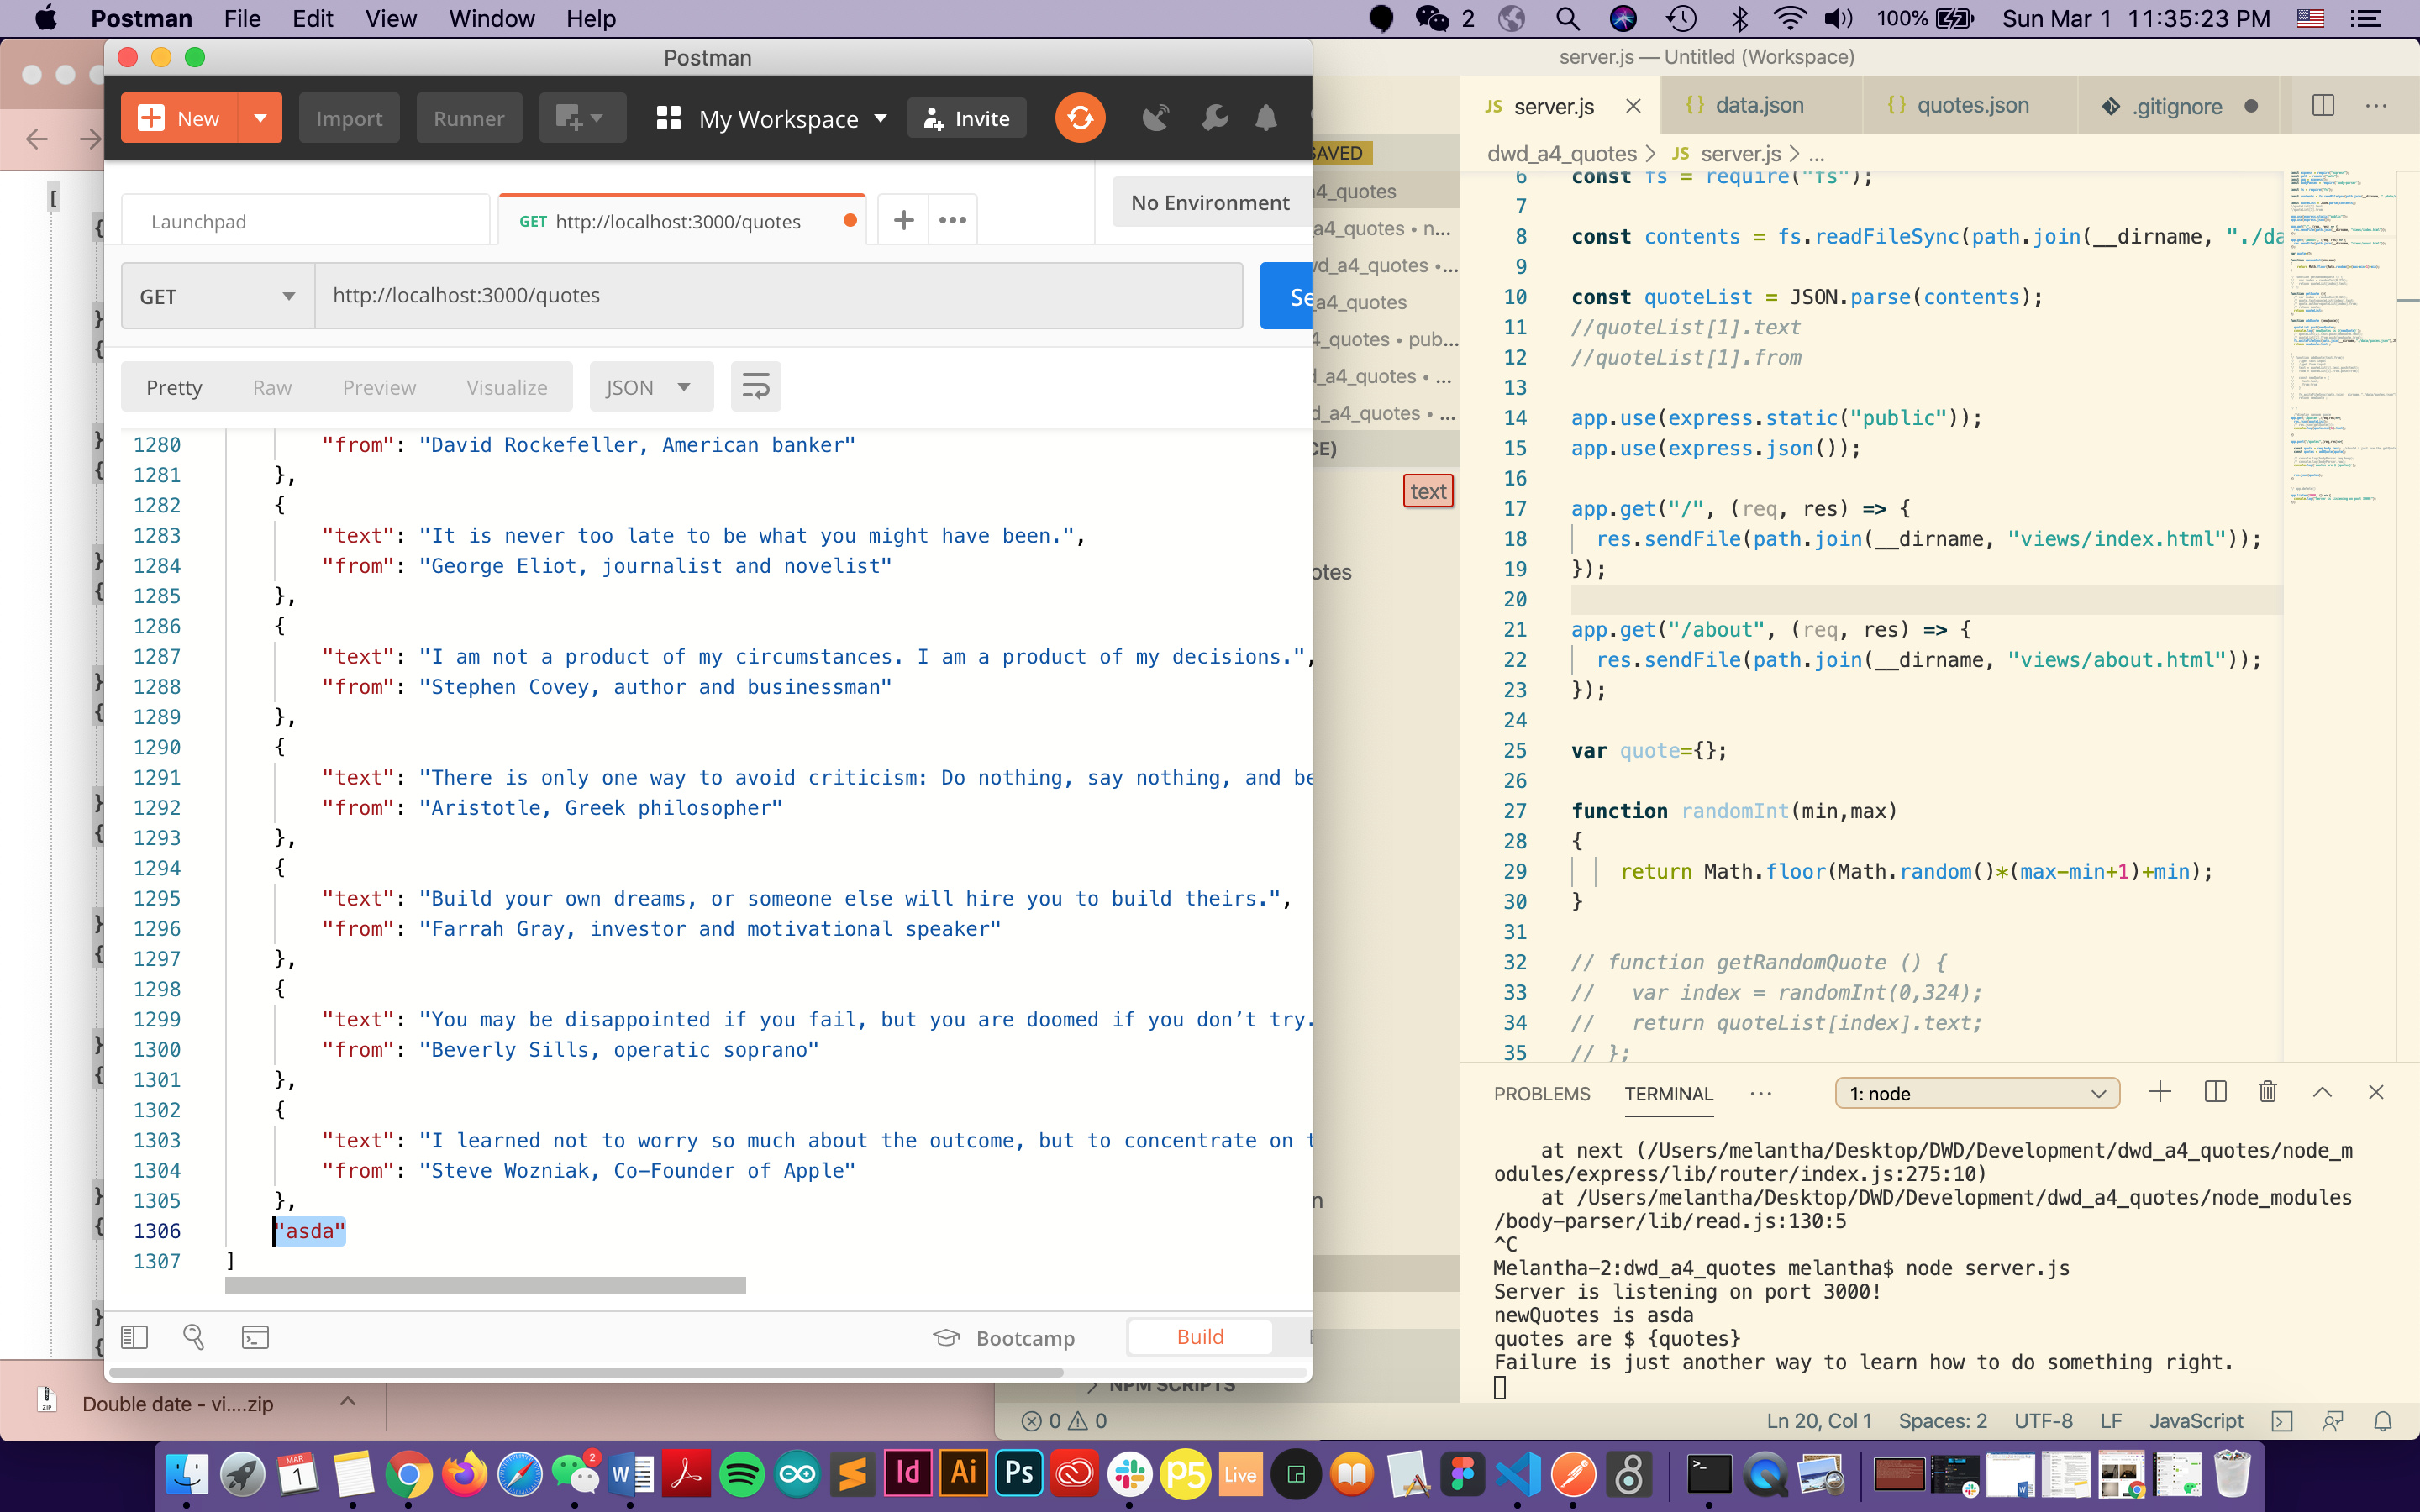 Postman File Edit View Window Help 2 100% Sun Mar 1 11:35:23 PM
Postman
New Import Runner My Workspace Invite
Launchpad
GET http://localhost:3000/quotes
No Environment
GET http://localhost:3000/quotes
Pretty Raw Preview Visualize JSON
1280 "from": "David Rockefeller, American banker"
1281 },
1282 {
1283 "text": "It is never too late to be what you might have been.",
1284 "from": "George Eliot, journalist and novelist"
1285 },
1286 {
1287 "text": "I am not a product of my circumstances. I am a product of my decisions.",
1288 "from": "Stephen Covey, author and businessman"
1289 },
1290 {
1291 "text": "There is only one way to avoid criticism: Do nothing, say nothing, and be
1292 "from": "Aristotle, Greek philosopher"
1293 },
1294 {
1295 "text": "Build your own dreams, or someone else will hire you to build theirs.",
1296 "from": "Farrah Gray, investor and motivational speaker"
1297 },
1298 {
1299 "text": "You may be disappointed if you fail, but you are doomed if you don’t try.
1300 "from": "Beverly Sills, operatic soprano"
1301 },
1302 {
1303 "text": "I learned not to worry so much about the outcome, but to concentrate on t
1304 "from": "Steve Wozniak, Co-Founder of Apple"
1305 },
1306 "asda"
1307 ]
Bootcamp Build
Double date - vi....zip
server.js — Untitled (Workspace)
JS server.js {} data.json {} quotes.json .gitignore
dwd_a4_quotes > JS server.js > ...
SAVED
a4_quotes
a4_quotes • n...
a4_quotes
_quotes • pub...
text
NPM SCRIPTS
6 const fs = require("fs");
7
8 const contents = fs.readFileSync(path.join(__dirname, "./da
9
10 const quoteList = JSON.parse(contents);
11 //quoteList[1].text
12 //quoteList[1].from
13
14 app.use(express.static("public"));
15 app.use(express.json());
16
17 app.get("/", (req, res) => {
18 res.sendFile(path.join(__dirname, "views/index.html"));
19 });
20
21 app.get("/about", (req, res) => {
22 res.sendFile(path.join(__dirname, "views/about.html"));
23 });
24
25 var quote={};
26
27 function randomInt(min,max)
28 {
29 return Math.floor(Math.random()*(max-min+1)+min);
30 }
31
32 // function getRandomQuote () {
33 // var index = randomInt(0,324);
34 // return quoteList[index].text;
35 // };
PROBLEMS TERMINAL ... 1: node
at next (/Users/melantha/Desktop/DWD/Development/dwd_a4_quotes/node_m
odules/express/lib/router/index.js:275:10)
at /Users/melantha/Desktop/DWD/Development/dwd_a4_quotes/node_modules
/body-parser/lib/read.js:130:5
^C
Melantha-2:dwd_a4_quotes melantha$ node server.js
Server is listening on port 3000!
newQuotes is asda
quotes are $ {quotes}
Failure is just another way to learn how to do something right.
0 0 Ln 20, Col 1 Spaces: 2 UTF-8 LF JavaScript
MAR
1
2
W
Id
Ai
Ps
P5
Live